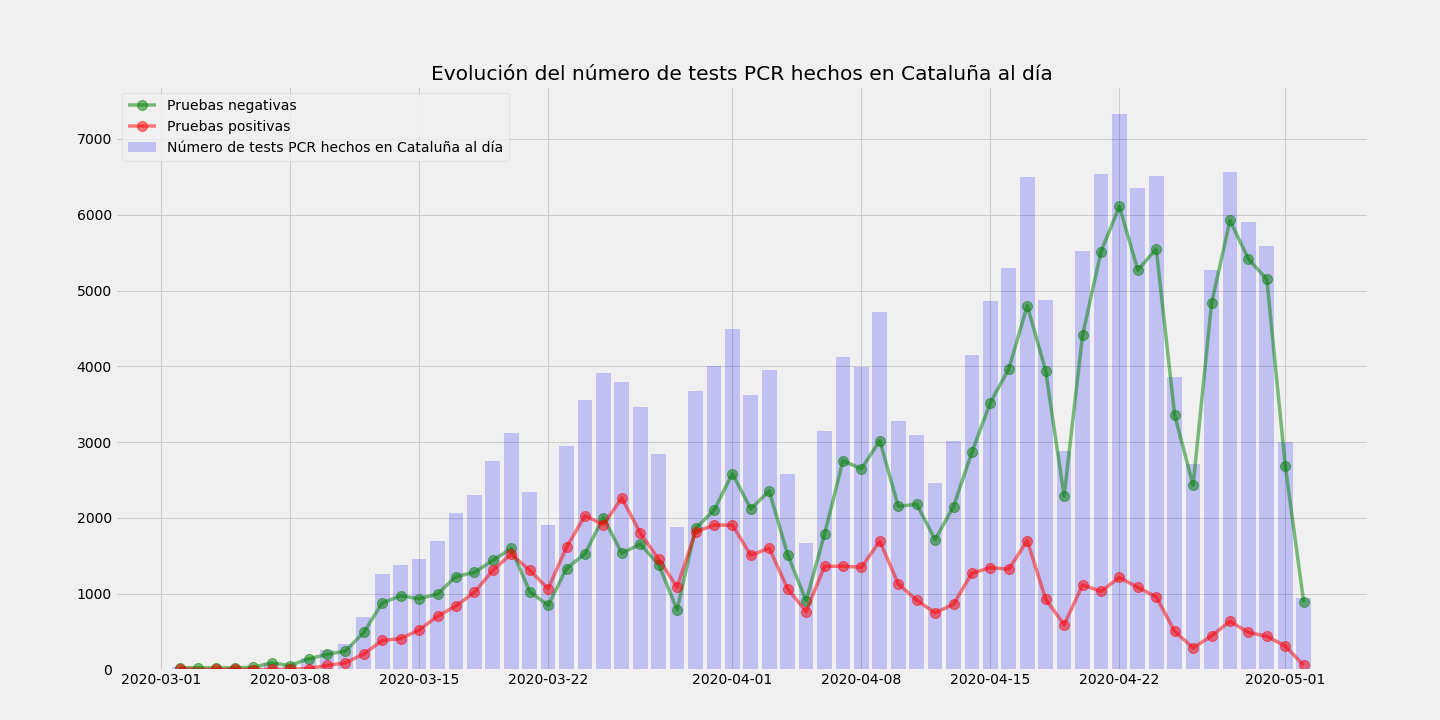 Evolución del número de tests PCR hechos en Cataluña al día
Pruebas negativas
Pruebas positivas
Número de tests PCR hechos en Cataluña al día
7000
6000
5000
4000
3000
2000
1000
0
2020-03-01 2020-03-08 2020-03-15 2020-03-22 2020-04-01 2020-04-08 2020-04-15 2020-04-22 2020-05-01